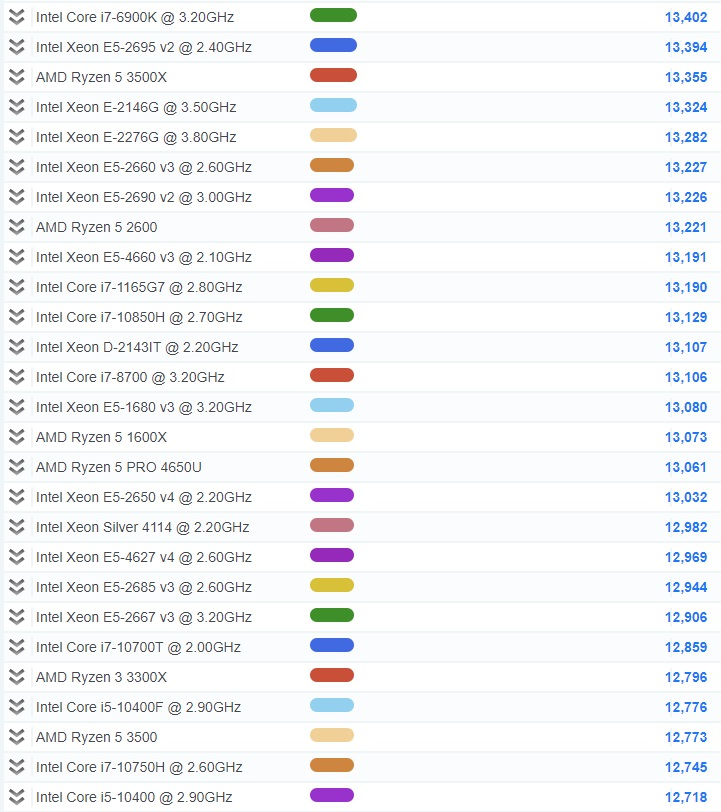 Intel Core i7-6900K @ 3.20GHz 13,402
Intel Xeon E5-2695 v2 @ 2.40GHz 13,394
AMD Ryzen 5 3500X 13,355
Intel Xeon E-2146G @ 3.50GHz 13,324
Intel Xeon E-2276G @ 3.80GHz 13,282
Intel Xeon E5-2660 v3 @ 2.60GHz 13,227
Intel Xeon E5-2690 v2 @ 3.00GHz 13,226
AMD Ryzen 5 2600 13,221
Intel Xeon E5-4660 v3 @ 2.10GHz 13,191
Intel Core i7-1165G7 @ 2.80GHz 13,190
Intel Core i7-10850H @ 2.70GHz 13,129
Intel Xeon D-2143IT @ 2.20GHz 13,107
Intel Core i7-8700 @ 3.20GHz 13,106
Intel Xeon E5-1680 v3 @ 3.20GHz 13,080
AMD Ryzen 5 1600X 13,073
AMD Ryzen 5 PRO 4650U 13,061
Intel Xeon E5-2650 v4 @ 2.20GHz 13,032
Intel Xeon Silver 4114 @ 2.20GHz 12,982
Intel Xeon E5-4627 v4 @ 2.60GHz 12,969
Intel Xeon E5-2685 v3 @ 2.60GHz 12,944
Intel Xeon E5-2667 v3 @ 3.20GHz 12,906
Intel Core i7-10700T @ 2.00GHz 12,859
AMD Ryzen 3 3300X 12,796
Intel Core i5-10400F @ 2.90GHz 12,776
AMD Ryzen 5 3500 12,773
Intel Core i7-10750H @ 2.60GHz 12,745
Intel Core i5-10400 @ 2.90GHz 12,718